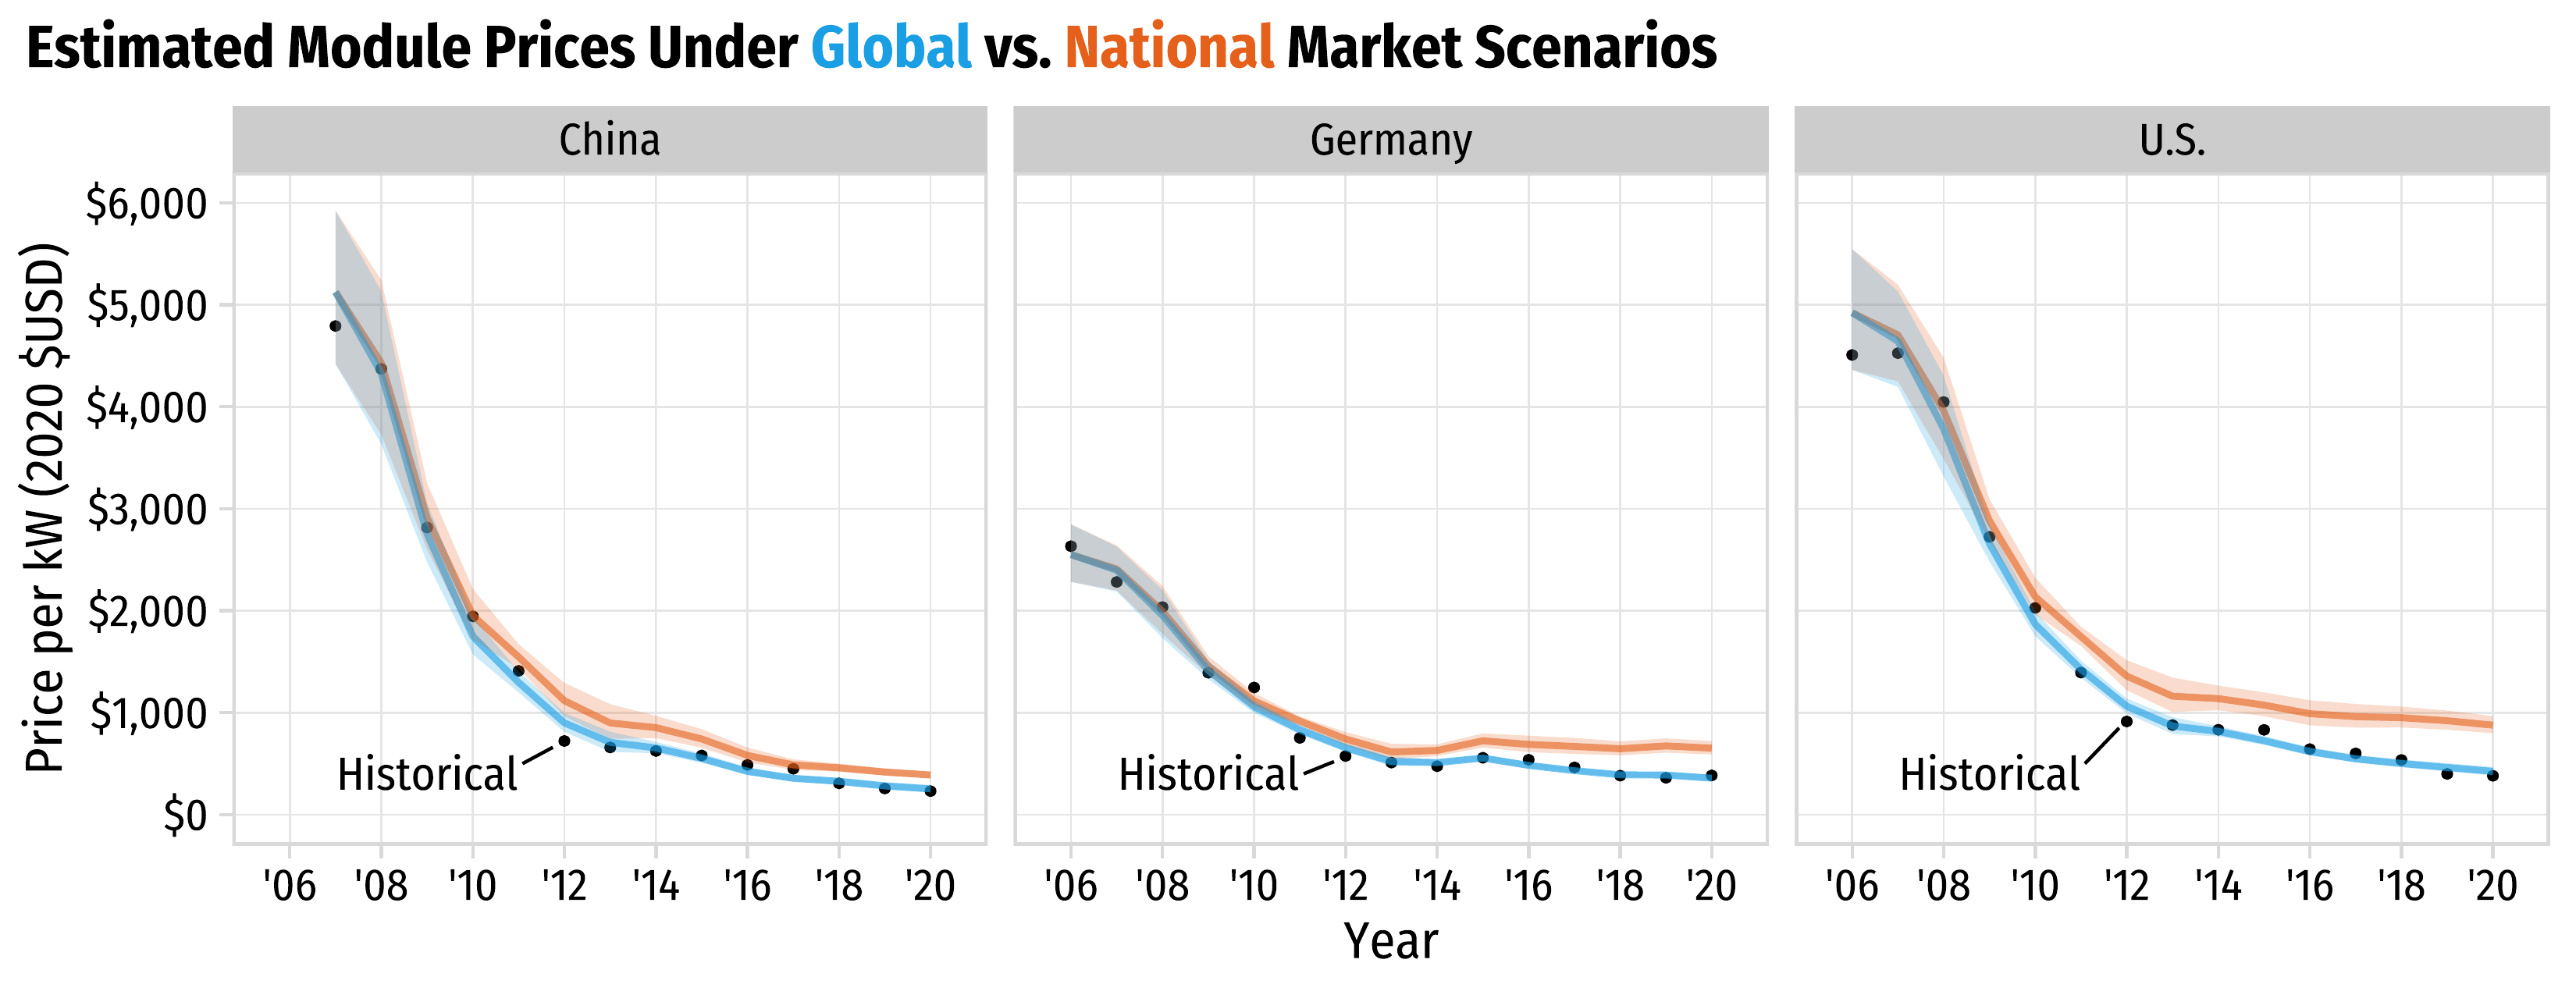 Estimated Module Prices Under Global vs. National Market Scenarios
China
Germany
U.S.
Price per kW (2020 $USD)
$6,000
$5,000
$4,000
$3,000
$2,000
$1,000
$0
Historical
Historical
Historical
'06 '08 '10 '12 '14 '16 '18 '20
'06 '08 '10 '12 '14 '16 '18 '20
'06 '08 '10 '12 '14 '16 '18 '20
Year